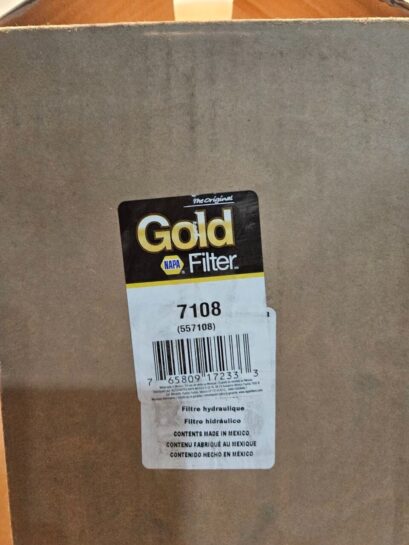 The Original
Gold
NAPA Filter
7108
(557108)
7 65809 17233 3
Filtre hydraulique
Filtro hidráulico
CONTENTS MADE IN MEXICO
CONTENU FABRIQUÉ AU MEXIQUE
CONTENIDO HECHO EN MÉXICO